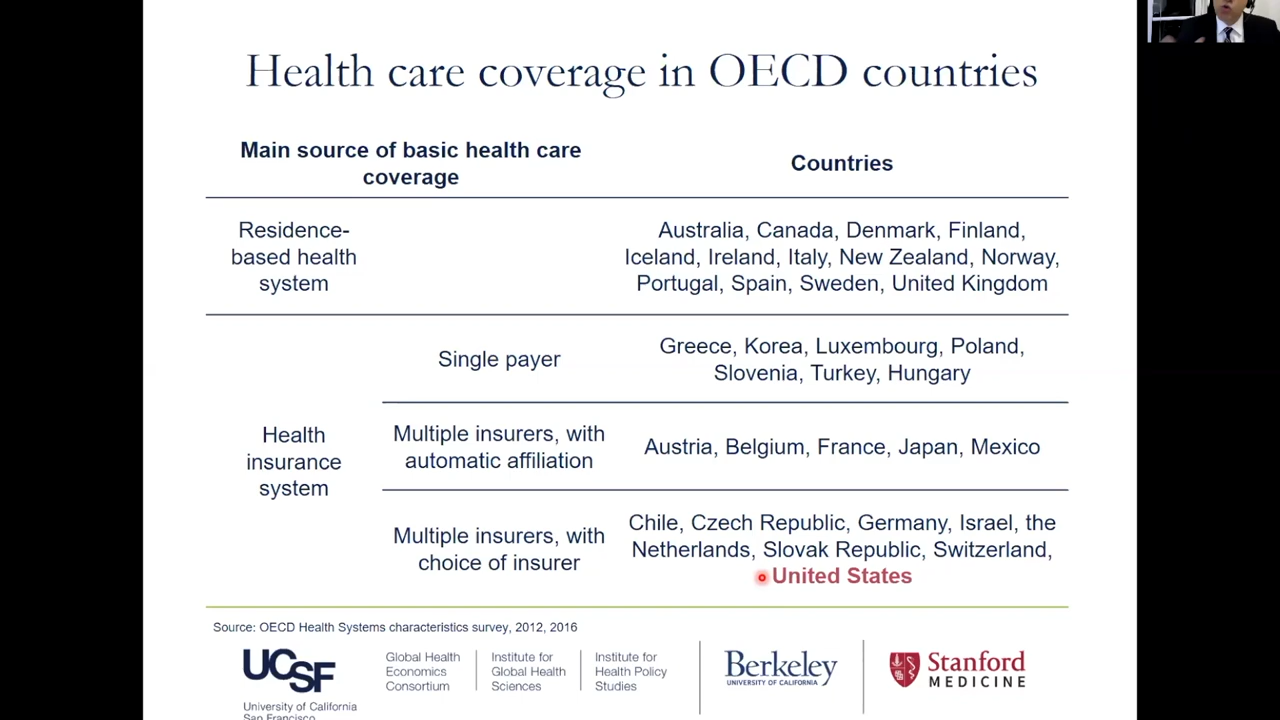 Health care coverage in OECD countries
Main source of basic health care
coverage
Countries
Residence-
based health
system
Australia, Canada, Denmark, Finland,
Iceland, Ireland, Italy, New Zealand, Norway,
Portugal, Spain, Sweden, United Kingdom
Health
insurance
system
Single payer
Greece, Korea, Luxembourg, Poland,
Slovenia, Turkey, Hungary
Multiple insurers, with
automatic affiliation
Austria, Belgium, France, Japan, Mexico
Multiple insurers, with
choice of insurer
Chile, Czech Republic, Germany, Israel, the
Netherlands, Slovak Republic, Switzerland,
United States
Source: OECD Health Systems characteristics survey, 2012, 2016
UCSF
University of California
San Francisco
Global Health
Economics
Consortium
Institute for
Global Health
Sciences
Institute for
Health Policy
Studies
Berkeley
UNIVERSITY OF CALIFORNIA
Stanford
MEDICINE